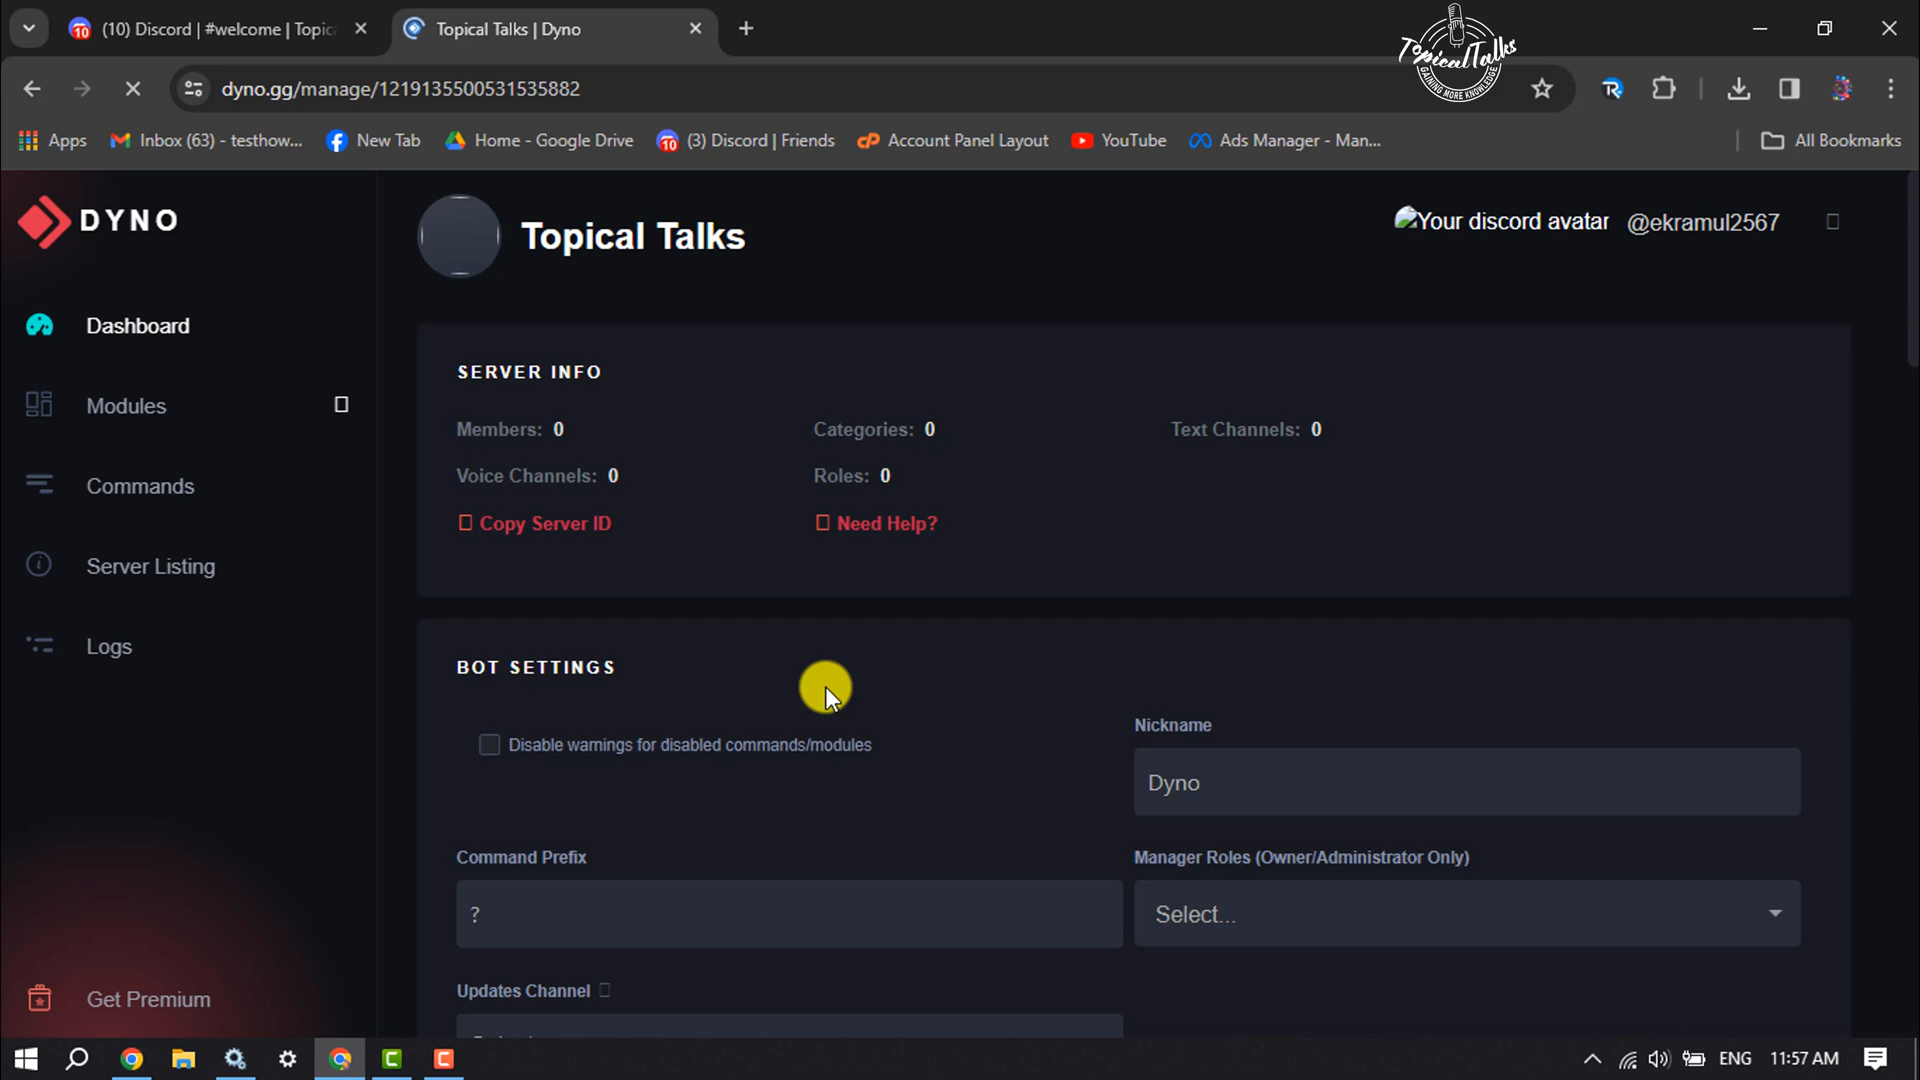 (10) Discord | #welcome | Topic
Topical Talks | Dyno
TopicalTalks
GAINING MORE KNOWLEDGE
dyno.gg/manage/1219135500531535882
Apps
Inbox (63) - testhow...
New Tab
Home - Google Drive
(3) Discord | Friends
Account Panel Layout
YouTube
Ads Manager - Man...
All Bookmarks
DYNO
Topical Talks
Your discord avatar
@ekramul2567
Dashboard
Modules
Commands
Server Listing
Logs
Get Premium
SERVER INFO
Members: 0
Categories: 0
Text Channels: 0
Voice Channels: 0
Roles: 0
Copy Server ID
Need Help?
BOT SETTINGS
Disable warnings for disabled commands/modules
Nickname
Dyno
Command Prefix
?
Manager Roles (Owner/Administrator Only)
Select...
Updates Channel
ENG
11:57 AM